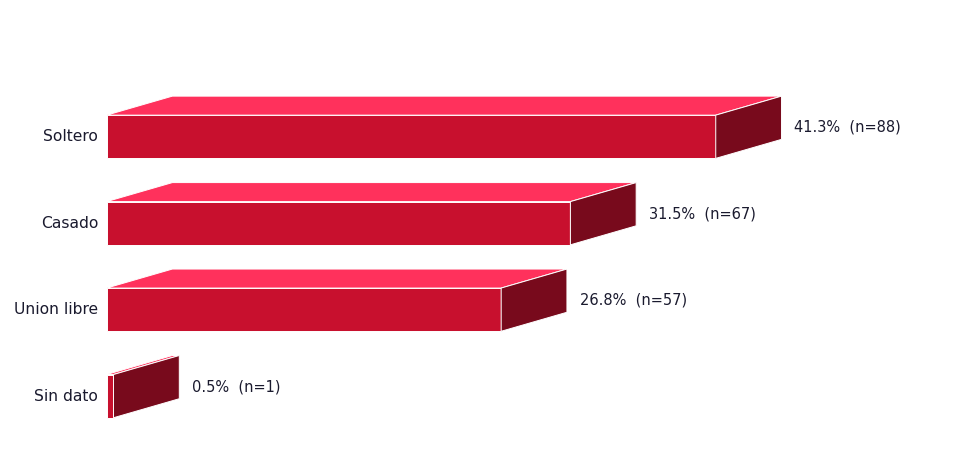 Soltero 41.3% (n=88)
Casado 31.5% (n=67)
Union libre 26.8% (n=57)
Sin dato 0.5% (n=1)